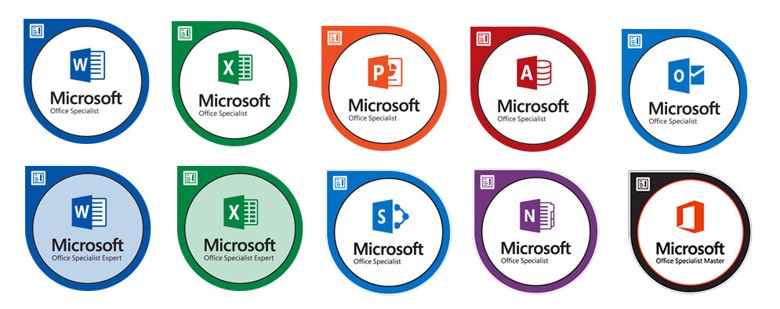 W
Microsoft
Office Specialist
X
Microsoft
Office Specialist
P
Microsoft
Office Specialist
A
Microsoft
Office Specialist
O
Microsoft
Office Specialist
W
Microsoft
Office Specialist Expert
X
Microsoft
Office Specialist Expert
S
Microsoft
Office Specialist
N
Microsoft
Office Specialist
Microsoft
Office Specialist Master